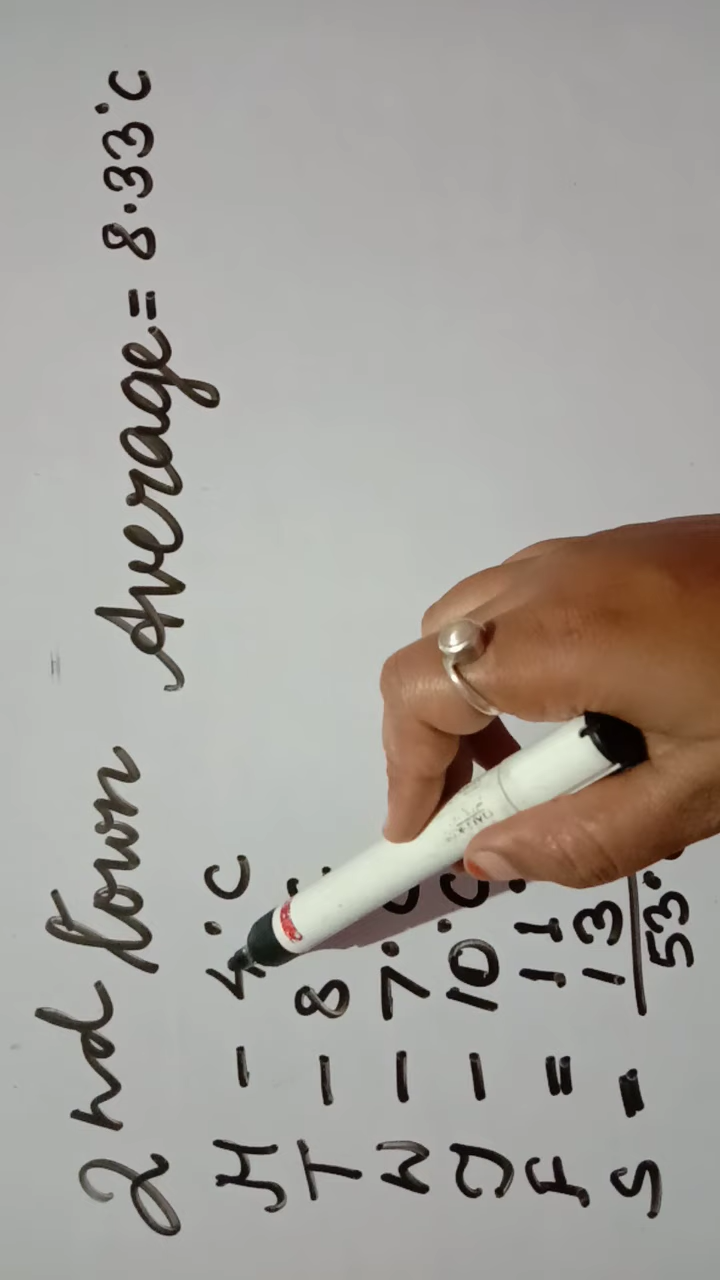 2nd town Average = 8.33°C
M - 4°C
T - 8
W - 7°C
J - 10°C
F = 11
S = 13
53°